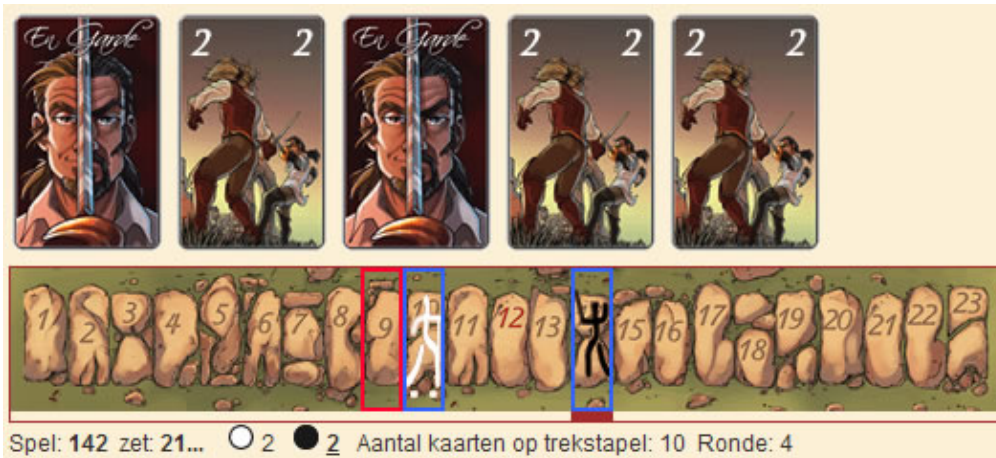 En Garde
2 2
En Garde
2 2
2 2
1 2 3 4 5 6 7 8 9 10 11 12 13 15 16 17 18 19 20 21 22 23
Spel: 142 zet: 21... 2 2 Aantal kaarten op trekstapel: 10 Ronde: 4